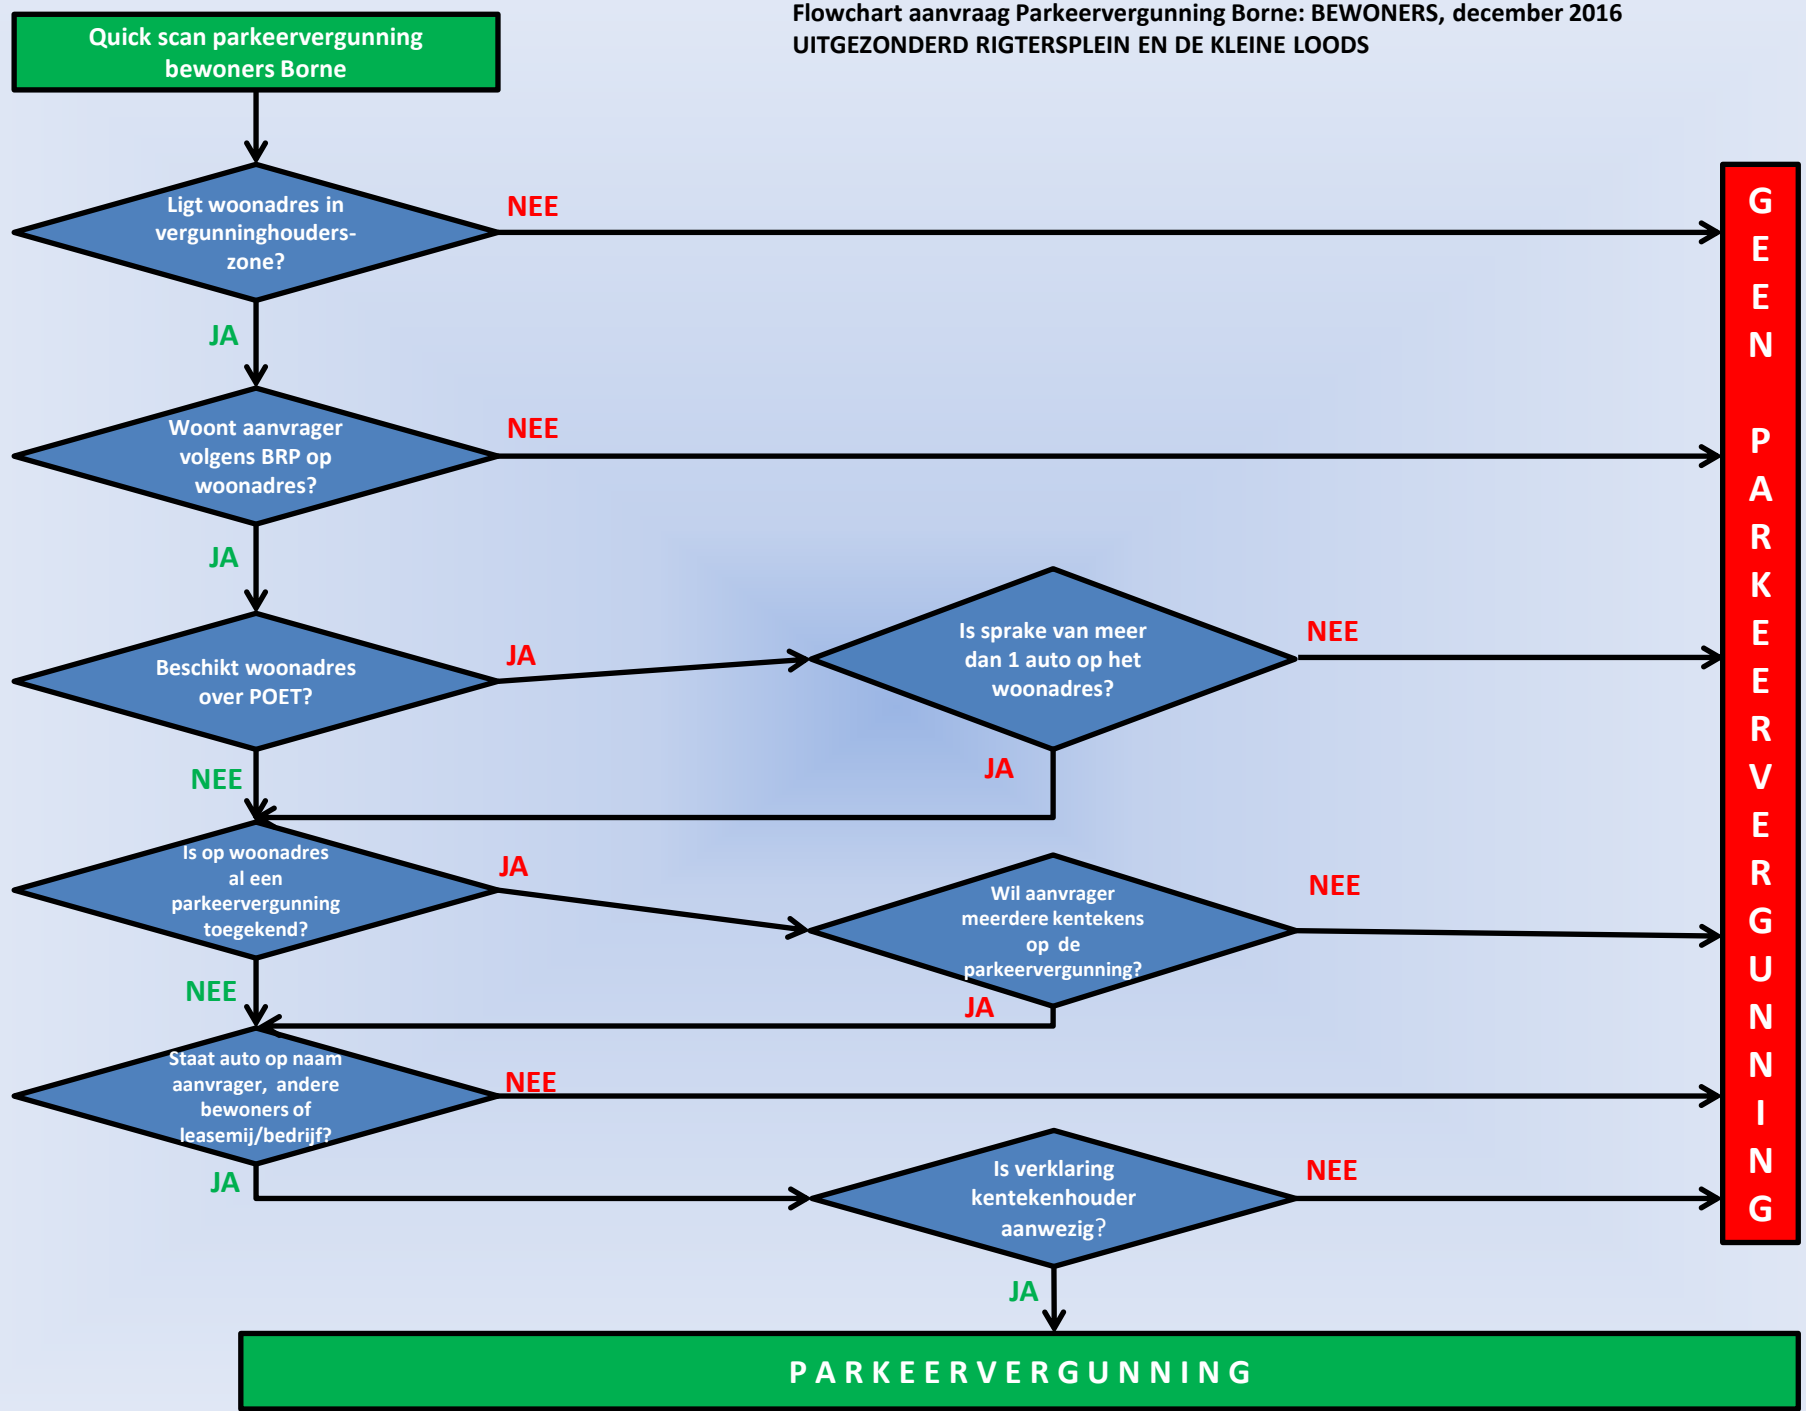 Flowchart aanvraag Parkeervergunning Borne: BEWONERS, december 2016
UITGEZONDERD RIGTERSPLEIN EN DE KLEINE LOODS
Quick scan parkeervergunning
bewoners Borne
Ligt woonadres in
vergunninghouders-
zone?
NEE
JA
Woont aanvrager
volgens BRP op
woonadres?
NEE
JA
Beschikt woonadres
over POET?
JA
NEE
Is sprake van meer
dan 1 auto op het
woonadres?
NEE
JA
Is op woonadres
al een
parkeervergunning
toegekend?
JA
NEE
Wil aanvrager
meerdere kentekens
op de
parkeervergunning?
NEE
JA
Staat auto op naam
aanvrager, andere
bewoners of
leasemij/bedrijf?
NEE
JA
Is verklaring
kentekenhouder
aanwezig?
NEE
JA
GEEN PARKEERVERGUNNING
PARKEERVERGUNNING